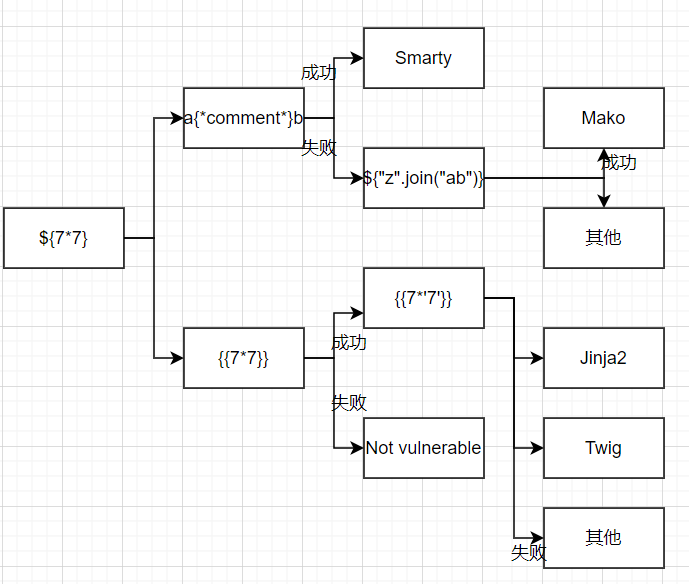 Smarty
成功
a{*comment*}b
Mako
失败
成功
${"z".join("ab")}
${7*7}
其他
{{7*'7'}}
{{7*7}}
成功
Jinja2
失败
Not vulnerable
Twig
其他
失败